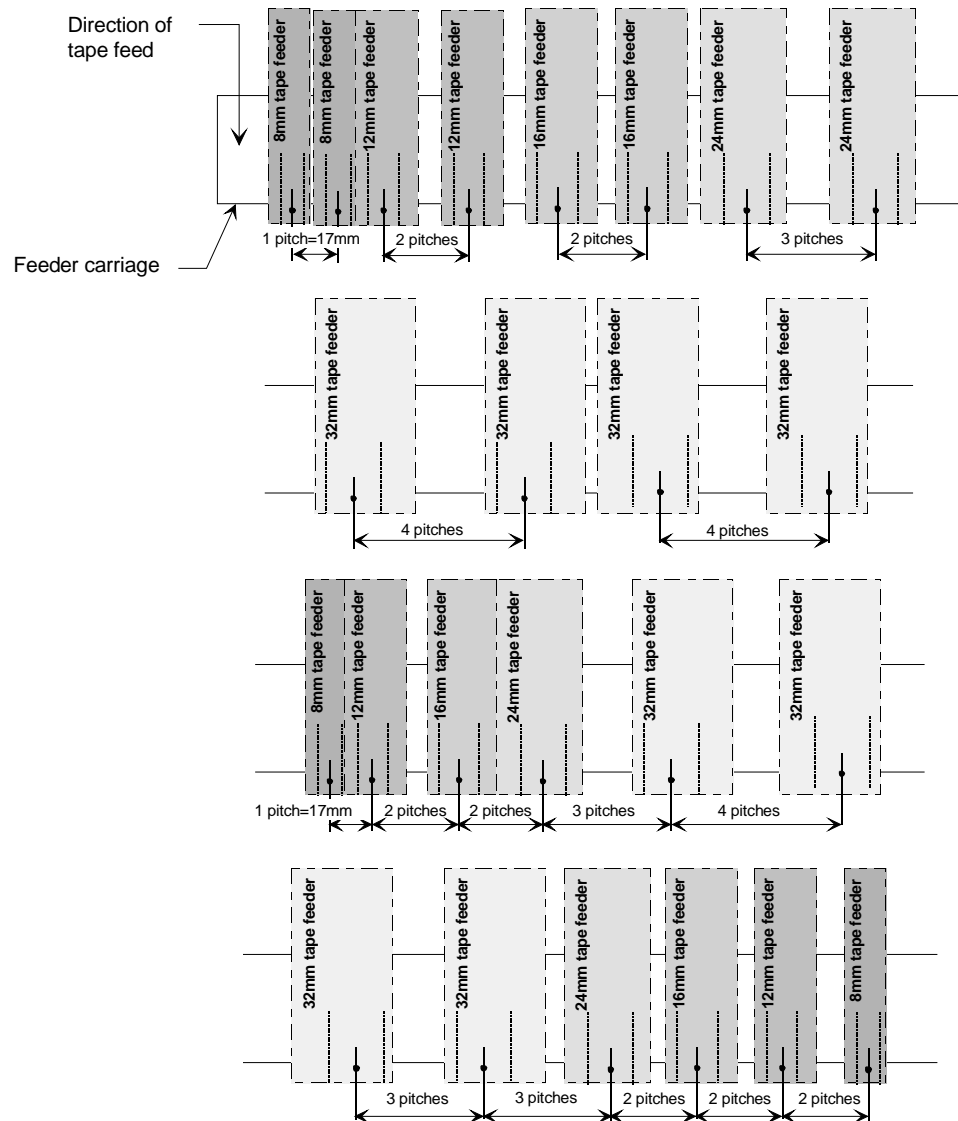 Direction of
tape feed
8mm tape feeder
8mm tape feeder
12mm tape feeder
12mm tape feeder
16mm tape feeder
16mm tape feeder
24mm tape feeder
24mm tape feeder
1 pitch=17mm
2 pitches
2 pitches
3 pitches
Feeder carriage
32mm tape feeder
32mm tape feeder
32mm tape feeder
32mm tape feeder
4 pitches
4 pitches
8mm tape feeder
12mm tape feeder
16mm tape feeder
24mm tape feeder
32mm tape feeder
32mm tape feeder
1 pitch=17mm
2 pitches
2 pitches
3 pitches
4 pitches
32mm tape feeder
32mm tape feeder
24mm tape feeder
16mm tape feeder
12mm tape feeder
8mm tape feeder
3 pitches
3 pitches
2 pitches
2 pitches
2 pitches